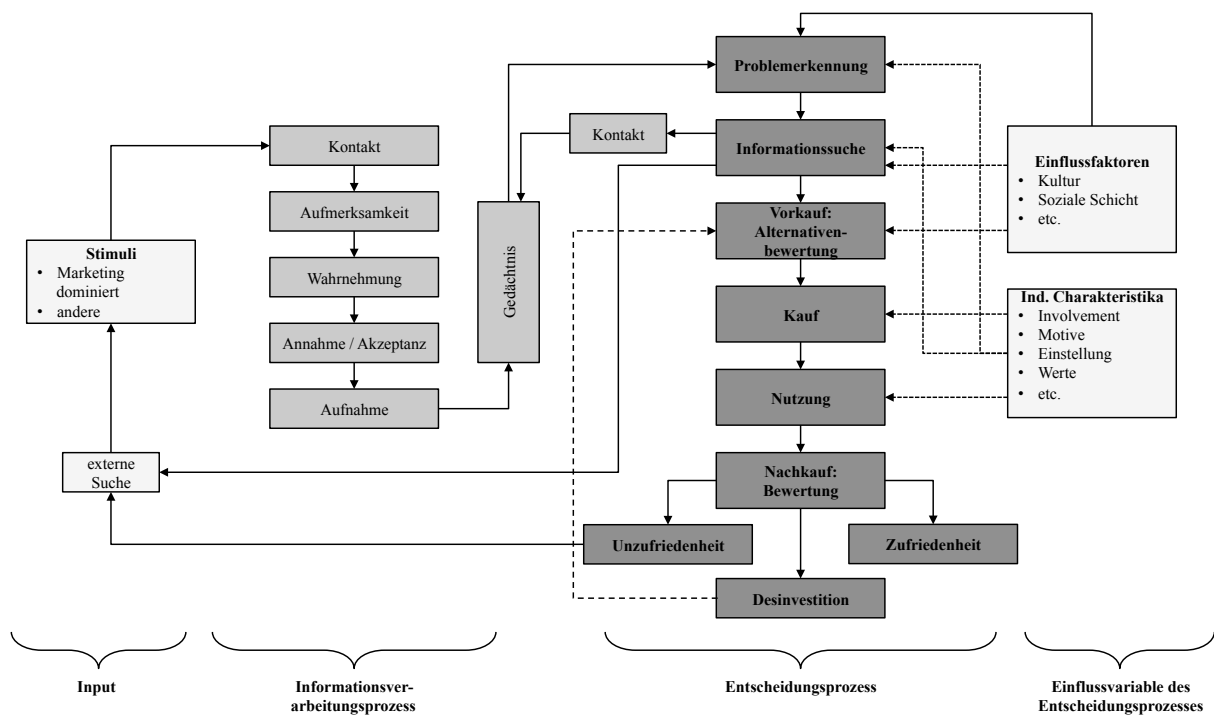 Stimuli
• Marketing
dominiert
• andere
externe
Suche
Kontakt
Aufmerksamkeit
Wahrnehmung
Annahme / Akzeptanz
Aufnahme
Gedächtnis
Kontakt
Problemerkennung
Informationssuche
Vorkauf:
Alternativen-
bewertung
Kauf
Nutzung
Nachkauf:
Bewertung
Unzufriedenheit
Zufriedenheit
Desinvestition
Einflussfaktoren
• Kultur
• Soziale Schicht
• etc.
Ind. Charakteristika
• Involvement
• Motive
• Einstellung
• Werte
• etc.
Input
Informationsver-
arbeitungsprozess
Entscheidungsprozess
Einflussvariable des
Entscheidungsprozesses